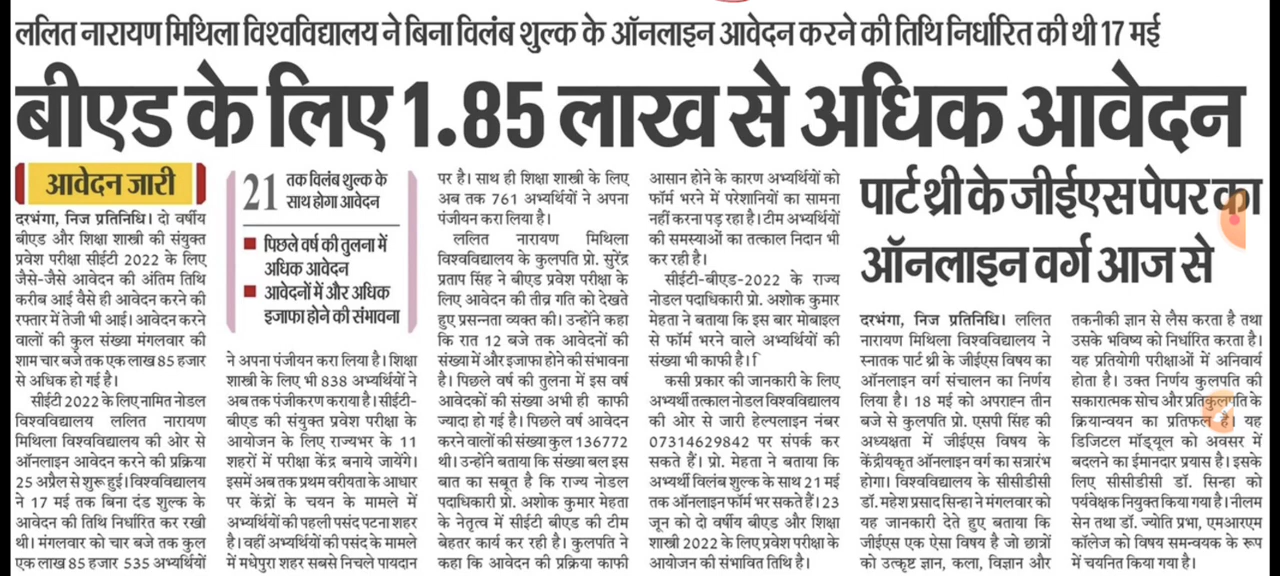 ललित नारायण मिथिला विश्वविद्यालय ने बिना विलंब शुल्क के ऑनलाइन आवेदन करने की तिथि निर्धारित की थी 17 मई
बीएड के लिए 1.85 लाख से अधिक आवेदन
आवेदन जारी
दरभंगा, निज प्रतिनिधि। दो वर्षीय
बीएड और शिक्षा शास्त्री की संयुक्त
प्रवेश परीक्षा सीईटी 2022 के लिए
जैसे-जैसे आवेदन की अंतिम तिथि
करीब आई वैसे ही आवेदन करने की
रफ्तार में तेजी भी आई। आवेदन करने
वालों की कुल संख्या मंगलवार की
शाम चार बजे तक एक लाख 85 हजार
से अधिक हो गई है।
सीईटी 2022 के लिए नामित नोडल
विश्वविद्यालय ललित नारायण
मिथिला विश्वविद्यालय की ओर से
ऑनलाइन आवेदन करने की प्रक्रिया
25 अप्रैल से शुरू हुई। विश्वविद्यालय
ने 17 मई तक बिना दंड शुल्क के
आवेदन की तिथि निर्धारित कर रखी
थी। मंगलवार को चार बजे तक कुल
एक लाख 85 हजार 535 अभ्यर्थियों
21 तक विलंब शुल्क के
साथ होगा आवेदन
पिछले वर्ष की तुलना में
अधिक आवेदन
आवेदनों में और अधिक
इजाफा होने की संभावना
ने अपना पंजीयन करा लिया है। शिक्षा
शास्त्री के लिए भी 838 अभ्यर्थियों ने
अब तक पंजीकरण कराया है। सीईटी-
बीएड की संयुक्त प्रवेश परीक्षा के
आयोजन के लिए राज्यभर के 11
शहरों में परीक्षा केंद्र बनाये जायेंगे।
इसमें अब तक प्रथम वरीयता के आधार
पर केंद्रों के चयन के मामले में
अभ्यर्थियों की पहली पसंद पटना शहर
है। वहीं अभ्यर्थियों की पसंद के मामले
में मधेपुरा शहर सबसे निचले पायदान
पर है। साथ ही शिक्षा शास्त्री के लिए
अब तक 761 अभ्यर्थियों ने अपना
पंजीयन करा लिया है।
ललित नारायण मिथिला
विश्वविद्यालय के कुलपति प्रो. सुरेंद्र
प्रताप सिंह ने बीएड प्रवेश परीक्षा के
लिए आवेदन की तीव्र गति को देखते
हुए प्रसन्नता व्यक्त की। उन्होंने कहा
कि रात 12 बजे तक आवेदनों की
संख्या में और इजाफा होने की संभावना
है। पिछले वर्ष की तुलना में इस वर्ष
आवेदकों की संख्या अभी ही काफी
ज्यादा हो गई है। पिछले वर्ष आवेदन
करने वालों की संख्या कुल 136772
थी। उन्होंने बताया कि संख्या बल इस
बात का सबूत है कि राज्य नोडल
पदाधिकारी प्रो. अशोक कुमार मेहता
के नेतृत्व में सीईटी बीएड की टीम
बेहतर कार्य कर रही है। कुलपति ने
कहा कि आवेदन की प्रक्रिया काफी
आसान होने के कारण अभ्यर्थियों को
फॉर्म भरने में परेशानियों का सामना
नहीं करना पड़ रहा है। टीम अभ्यर्थियों
की समस्याओं का तत्काल निदान भी
कर रही है।
सीईटी-बीएड-2022 के राज्य
नोडल पदाधिकारी प्रो. अशोक कुमार
मेहता ने बताया कि इस बार मोबाइल
से फॉर्म भरने वाले अभ्यर्थियों की
संख्या भी काफी है।ि
कसी प्रकार की जानकारी के लिए
अभ्यर्थी तत्काल नोडल विश्वविद्यालय
की ओर से जारी हेल्पलाइन नंबर
07314629842 पर संपर्क कर
सकते हैं। प्रो. मेहता ने बताया कि
अभ्यर्थी विलंब शुल्क के साथ 21 मई
तक ऑनलाइन फॉर्म भर सकते हैं। 23
जून को दो वर्षीय बीएड और शिक्षा
शास्त्री 2022 के लिए प्रवेश परीक्षा के
आयोजन की संभावित तिथि है।
पार्ट थ्री के जीईएस पेपर का
ऑनलाइन वर्ग आज से
दरभंगा, निज प्रतिनिधि। ललित
नारायण मिथिला विश्वविद्यालय ने
स्नातक पार्ट थ्री के जीईएस विषय का
ऑनलाइन वर्ग संचालन का निर्णय
लिया है। 18 मई को अपराह्न तीन
बजे से कुलपति प्रो. एसपी सिंह की
अध्यक्षता में जीईएस विषय के
केंद्रीयकृत ऑनलाइन वर्ग का सत्रारंभ
होगा। विश्वविद्यालय के सीसीडीसी
डॉ. महेश प्रसाद सिन्हा ने मंगलवार को
यह जानकारी देते हुए बताया कि
जीईएस एक ऐसा विषय है जो छात्रों
को उत्कृष्ट ज्ञान, कला, विज्ञान और
तकनीकी ज्ञान से लैस करता है तथा
उसके भविष्य को निर्धारित करता है।
यह प्रतियोगी परीक्षाओं में अनिवार्य
होता है। उक्त निर्णय कुलपति की
सकारात्मक सोच और प्रतिकुलपति के
क्रियान्वयन का प्रतिफल है। यह
डिजिटल मॉड्यूल को अवसर में
बदलने का ईमानदार प्रयास है। इसके
लिए सीसीडीसी डॉ. सिन्हा को
पर्यवेक्षक नियुक्त किया गया है। नीलम
सेन तथा डॉ. ज्योति प्रभा, एमआरएम
कॉलेज को विषय समन्वयक के रूप
में चयनित किया गया है।